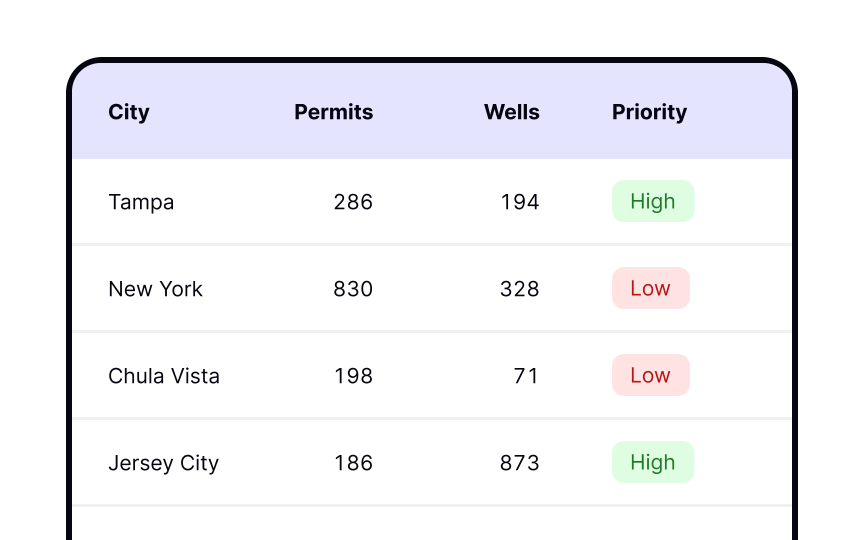 City Permits Wells Priority
Tampa 286 194 High
New York 830 328 Low
Chula Vista 198 71 Low
Jersey City 186 873 High